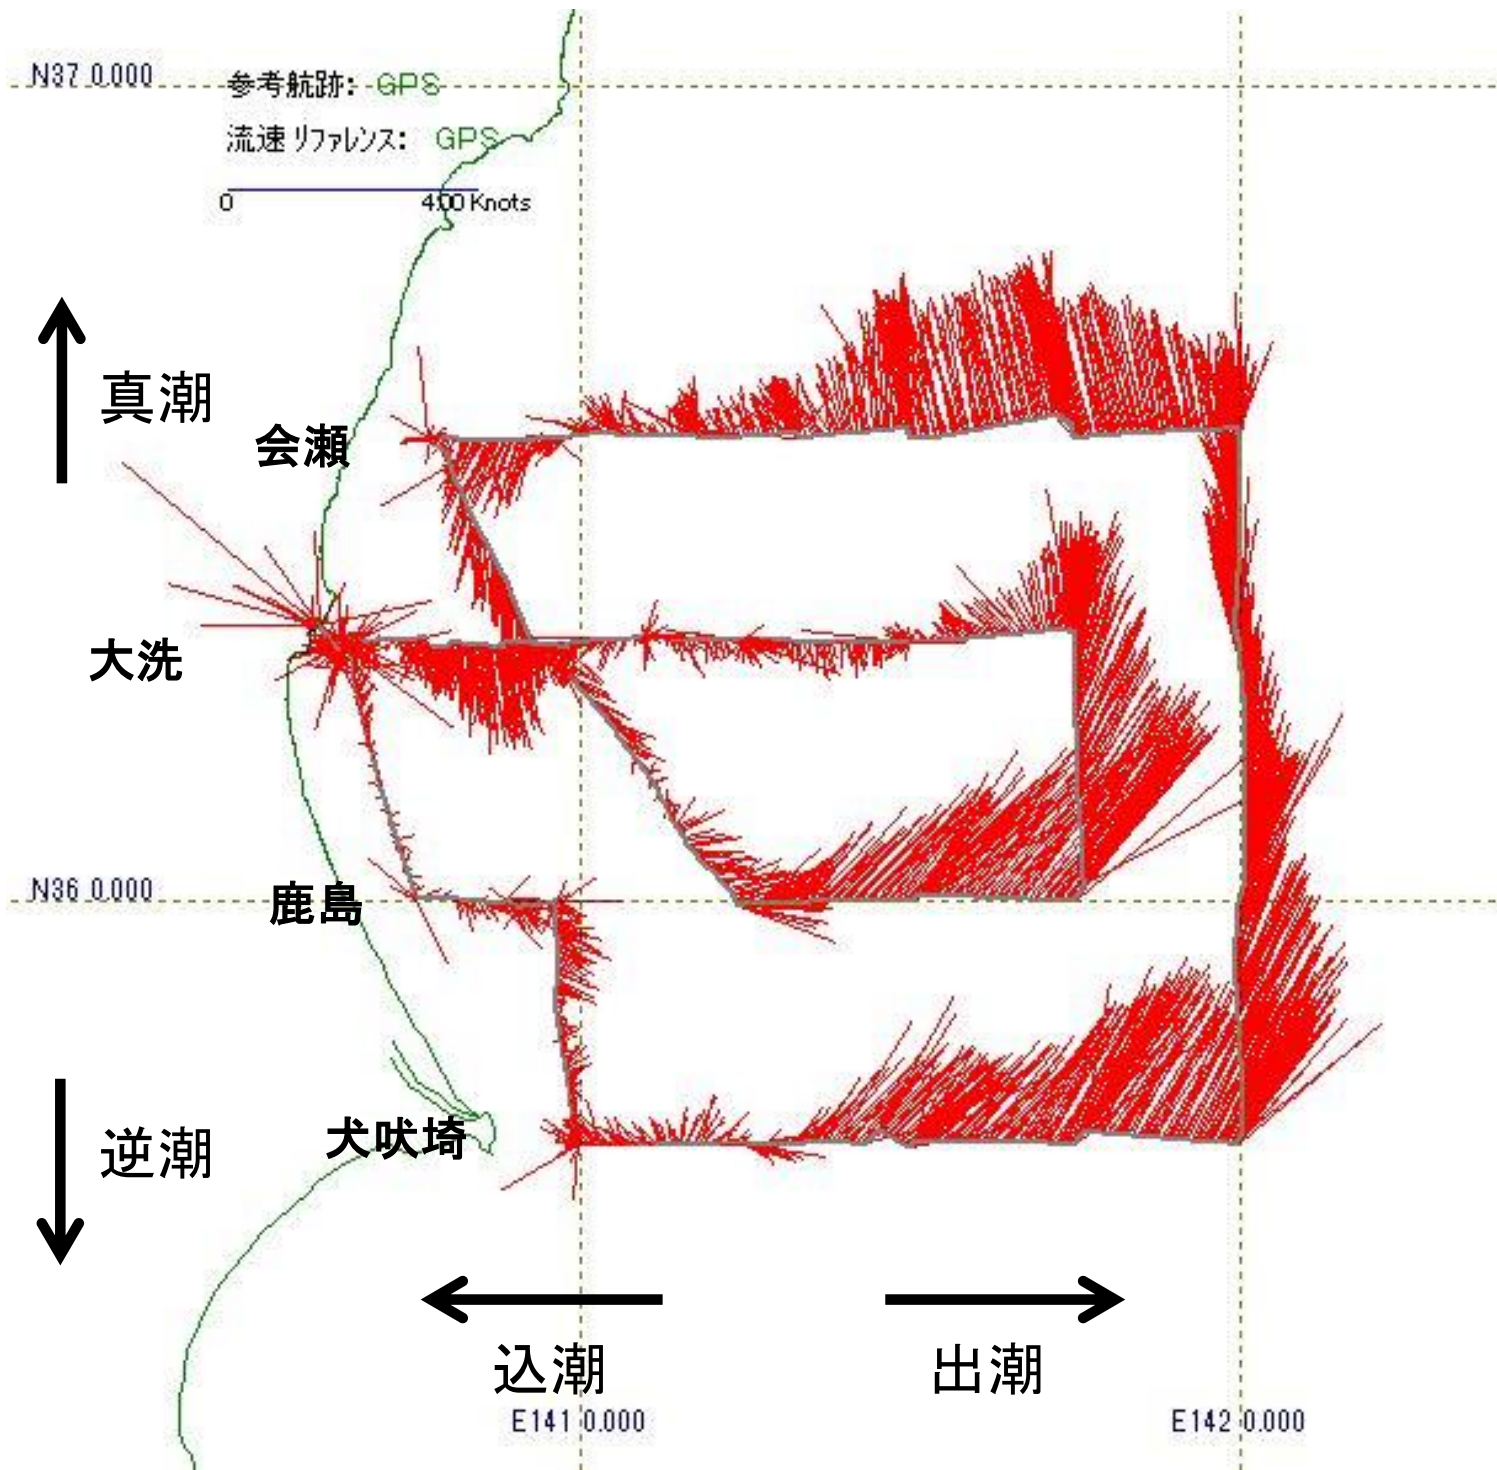 N37 0.000
参考航跡: GPS
流速 リファレンス: GPS
0 4.00 Knots
真潮
会瀬
大洗
N36 0.000
鹿島
犬吠埼
逆潮
込潮
出潮
E141 0.000
E142 0.000